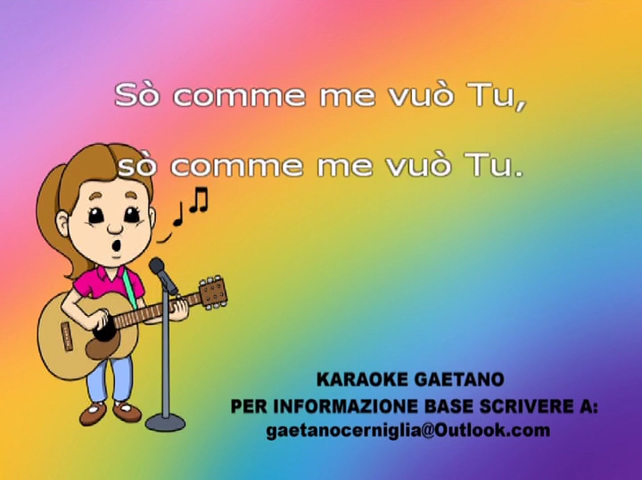 Sò comme me vuò Tu,
sò comme me vuò Tu.
KARAOKE GAETANO
PER INFORMAZIONE BASE SCRIVERE A:
gaetanocerniglia@Outlook.com